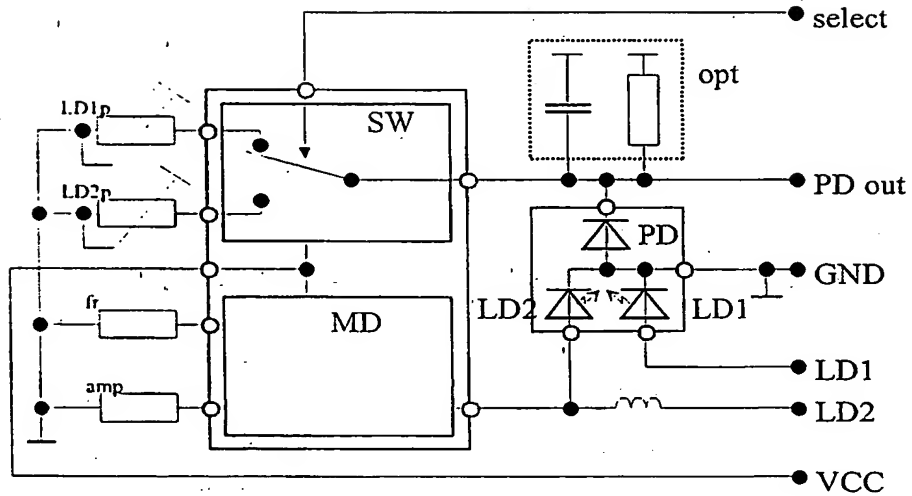 select
opt
LD1p
SW
LD2p
PD out
PD
GND
fr
MD
LD2
LD1
LD1
amp
LD2
VCC